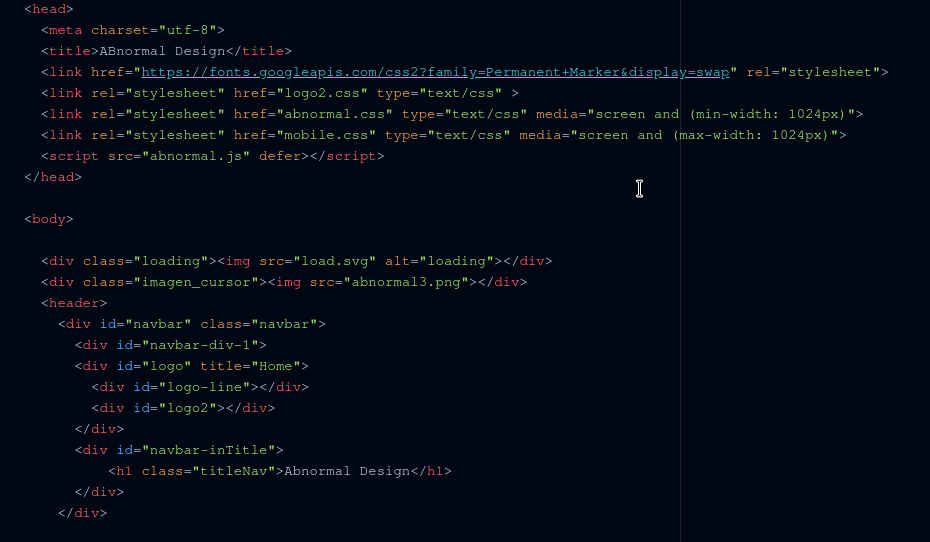 <head>
<meta charset="utf-8">
<title>ABnormal Design</title>
<link href="https://fonts.googleapis.com/css2?family=Permanent+Marker&display=swap" rel="stylesheet">
<link rel="stylesheet" href="logo2.css" type="text/css" >
<link rel="stylesheet" href="abnormal.css" type="text/css" media="screen and (min-width: 1024px)">
<link rel="stylesheet" href="mobile.css" type="text/css" media="screen and (max-width: 1024px)">
<script src="abnormal.js" defer></script>
</head>
<body>
<div class="loading"><img src="load.svg" alt="loading"></div>
<div class="imagen_cursor"><img src="abnormal3.png"></div>
<header>
<div id="navbar" class="navbar">
<div id="navbar-div-1">
<div id="logo" title="Home">
<div id="logo-line"></div>
<div id="logo2"></div>
</div>
<div id="navbar-inTitle">
<h1 class="titleNav">Abnormal Design</h1>
</div>
</div>